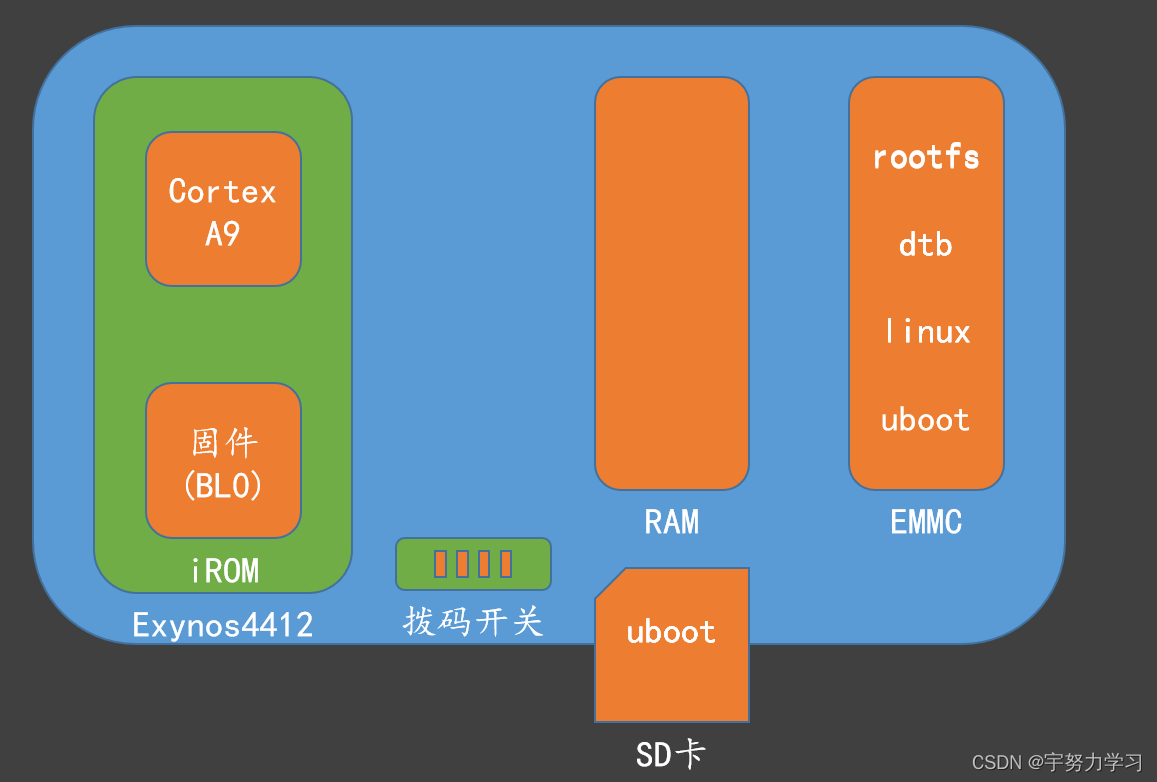 Cortex
A9
固件
(BL0)
iROM
Exynos4412
拨码开关
RAM
rootfs
dtb
linux
uboot
EMMC
uboot
SD卡
CSDN @宇努力学习